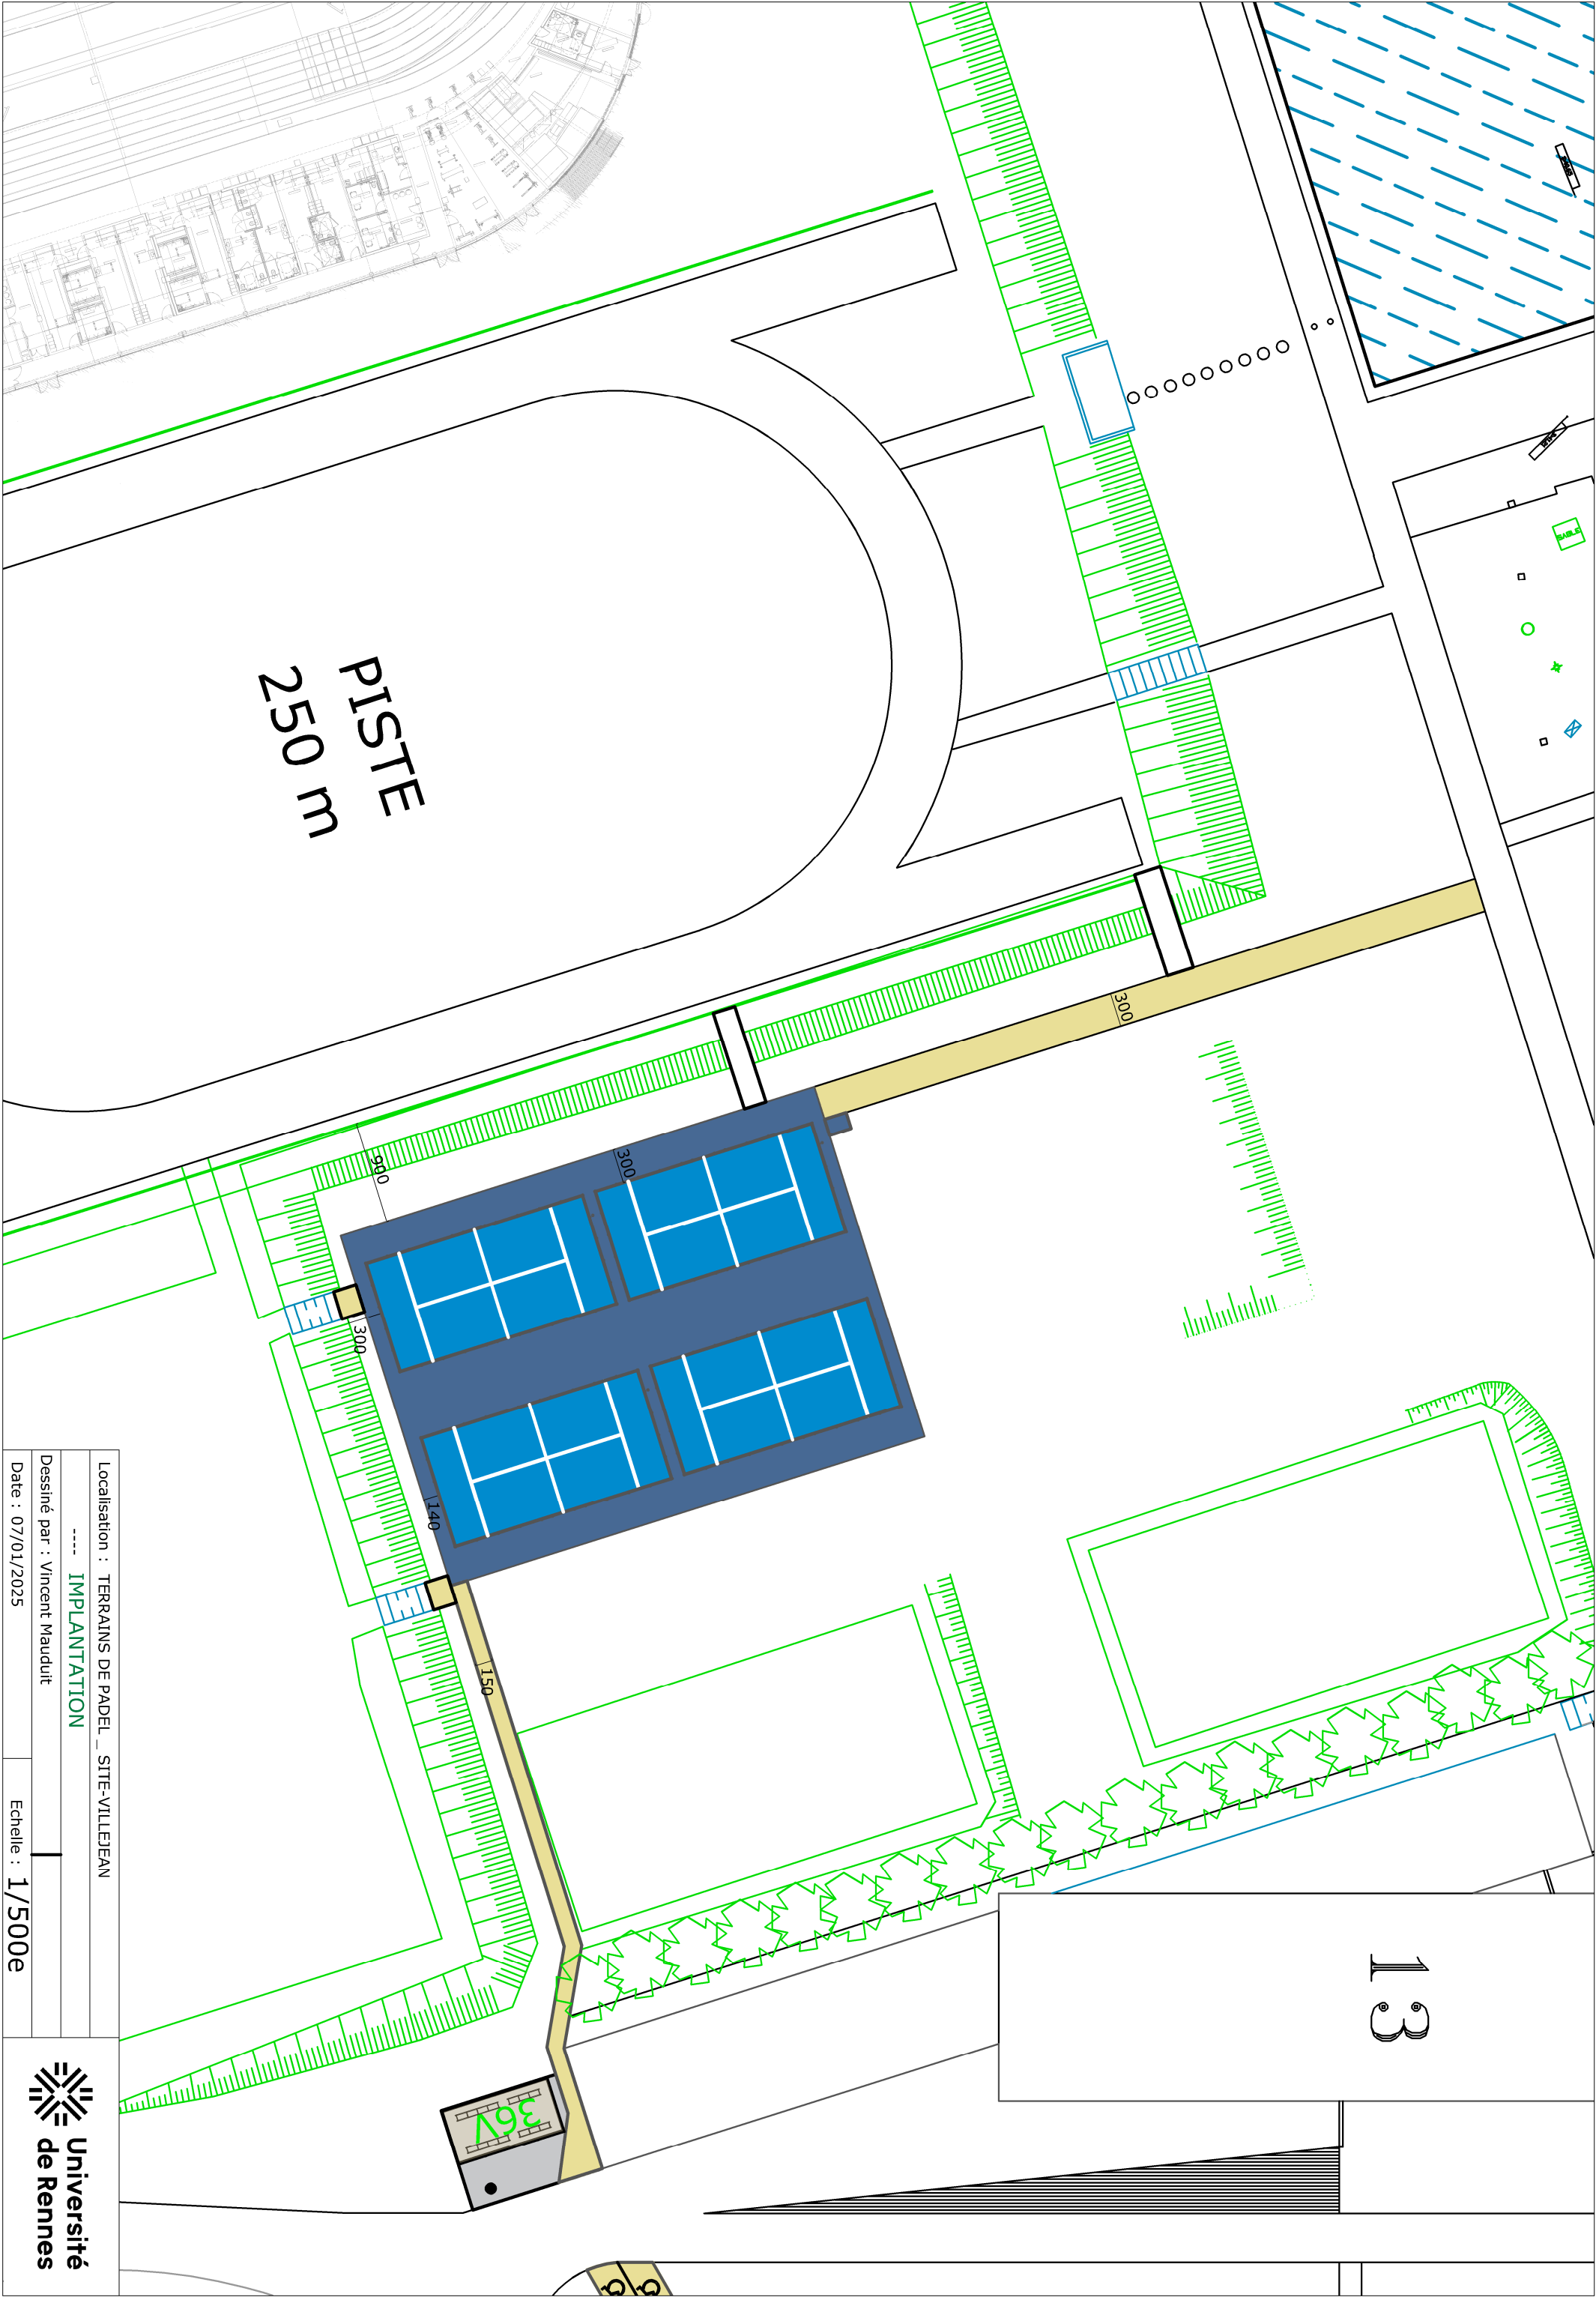 PISTE
250 m
SABLE
300
900
300
300
140
150
13
36V
Localisation : TERRAINS DE PADEL _ SITE-VILLEJEAN
---- IMPLANTATION
Dessiné par : Vincent Mauduit
Date : 07/01/2025
Echelle : 1/500e
Université
de Rennes